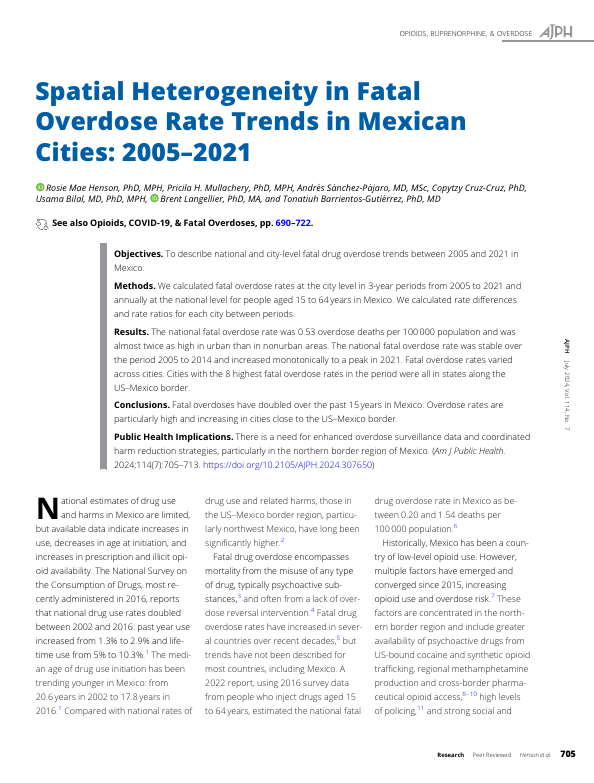 OPIOIDS, BUPRENORPHINE, & OVERDOSE AJPH
Spatial Heterogeneity in Fatal
Overdose Rate Trends in Mexican
Cities: 2005–2021
Rosie Mae Henson, PhD, MPH, Pricila H. Mullachery, PhD, MPH, Andrés Sánchez-Pájaro, MD, MSc, Copytzy Cruz-Cruz, PhD,
Usama Bilal, MD, PhD, MPH, Brent Langellier, PhD, MA, and Tonatiuh Barrientos-Gutiérrez, PhD, MD
See also Opioids, COVID-19, & Fatal Overdoses, pp. 690–722.
Objectives. To describe national and city-level fatal drug overdose trends between 2005 and 2021 in
Mexico.
Methods. We calculated fatal overdose rates at the city level in 3-year periods from 2005 to 2021 and
annually at the national level for people aged 15 to 64 years in Mexico. We calculated rate differences
and rate ratios for each city between periods.
Results. The national fatal overdose rate was 0.53 overdose deaths per 100 000 population and was
almost twice as high in urban than in nonurban areas. The national fatal overdose rate was stable over
the period 2005 to 2014 and increased monotonically to a peak in 2021. Fatal overdose rates varied
across cities. Cities with the 8 highest fatal overdose rates in the period were all in states along the
US–Mexico border.
Conclusions. Fatal overdoses have doubled over the past 15 years in Mexico. Overdose rates are
particularly high and increasing in cities close to the US–Mexico border.
Public Health Implications. There is a need for enhanced overdose surveillance data and coordinated
harm reduction strategies, particularly in the northern border region of Mexico. (Am J Public Health.
2024;114(7):705–713. https://doi.org/10.2105/AJPH.2024.307650)
National estimates of drug use
and harms in Mexico are limited,
but available data indicate increases in
use, decreases in age at initiation, and
increases in prescription and illicit opi-
oid availability. The National Survey on
the Consumption of Drugs, most re-
cently administered in 2016, reports
that national drug use rates doubled
between 2002 and 2016: past year use
increased from 1.3% to 2.9% and life-
time use from 5% to 10.3%.1 The medi-
an age of drug use initiation has been
trending younger in Mexico: from
20.6 years in 2002 to 17.8 years in
2016.1 Compared with national rates of
drug use and related harms, those in
the US–Mexico border region, particu-
larly northwest Mexico, have long been
significantly higher.2
Fatal drug overdose encompasses
mortality from the misuse of any type
of drug, typically psychoactive sub-
stances,3 and often from a lack of over-
dose reversal intervention.4 Fatal drug
overdose rates have increased in sever-
al countries over recent decades,5 but
trends have not been described for
most countries, including Mexico. A
2022 report, using 2016 survey data
from people who inject drugs aged 15
to 64 years, estimated the national fatal
drug overdose rate in Mexico as be-
tween 0.20 and 1.54 deaths per
100 000 population.6
Historically, Mexico has been a coun-
try of low-level opioid use. However,
multiple factors have emerged and
converged since 2015, increasing
opioid use and overdose risk.7 These
factors are concentrated in the north-
ern border region and include greater
availability of psychoactive drugs from
US-bound cocaine and synthetic opioid
trafficking, regional methamphetamine
production and cross-border pharma-
ceutical opioid access,8–10 high levels
of policing,11 and strong social and
AJPH July 2024, Vol. 114, No. 7
Research Peer Reviewed Henson et al. 705